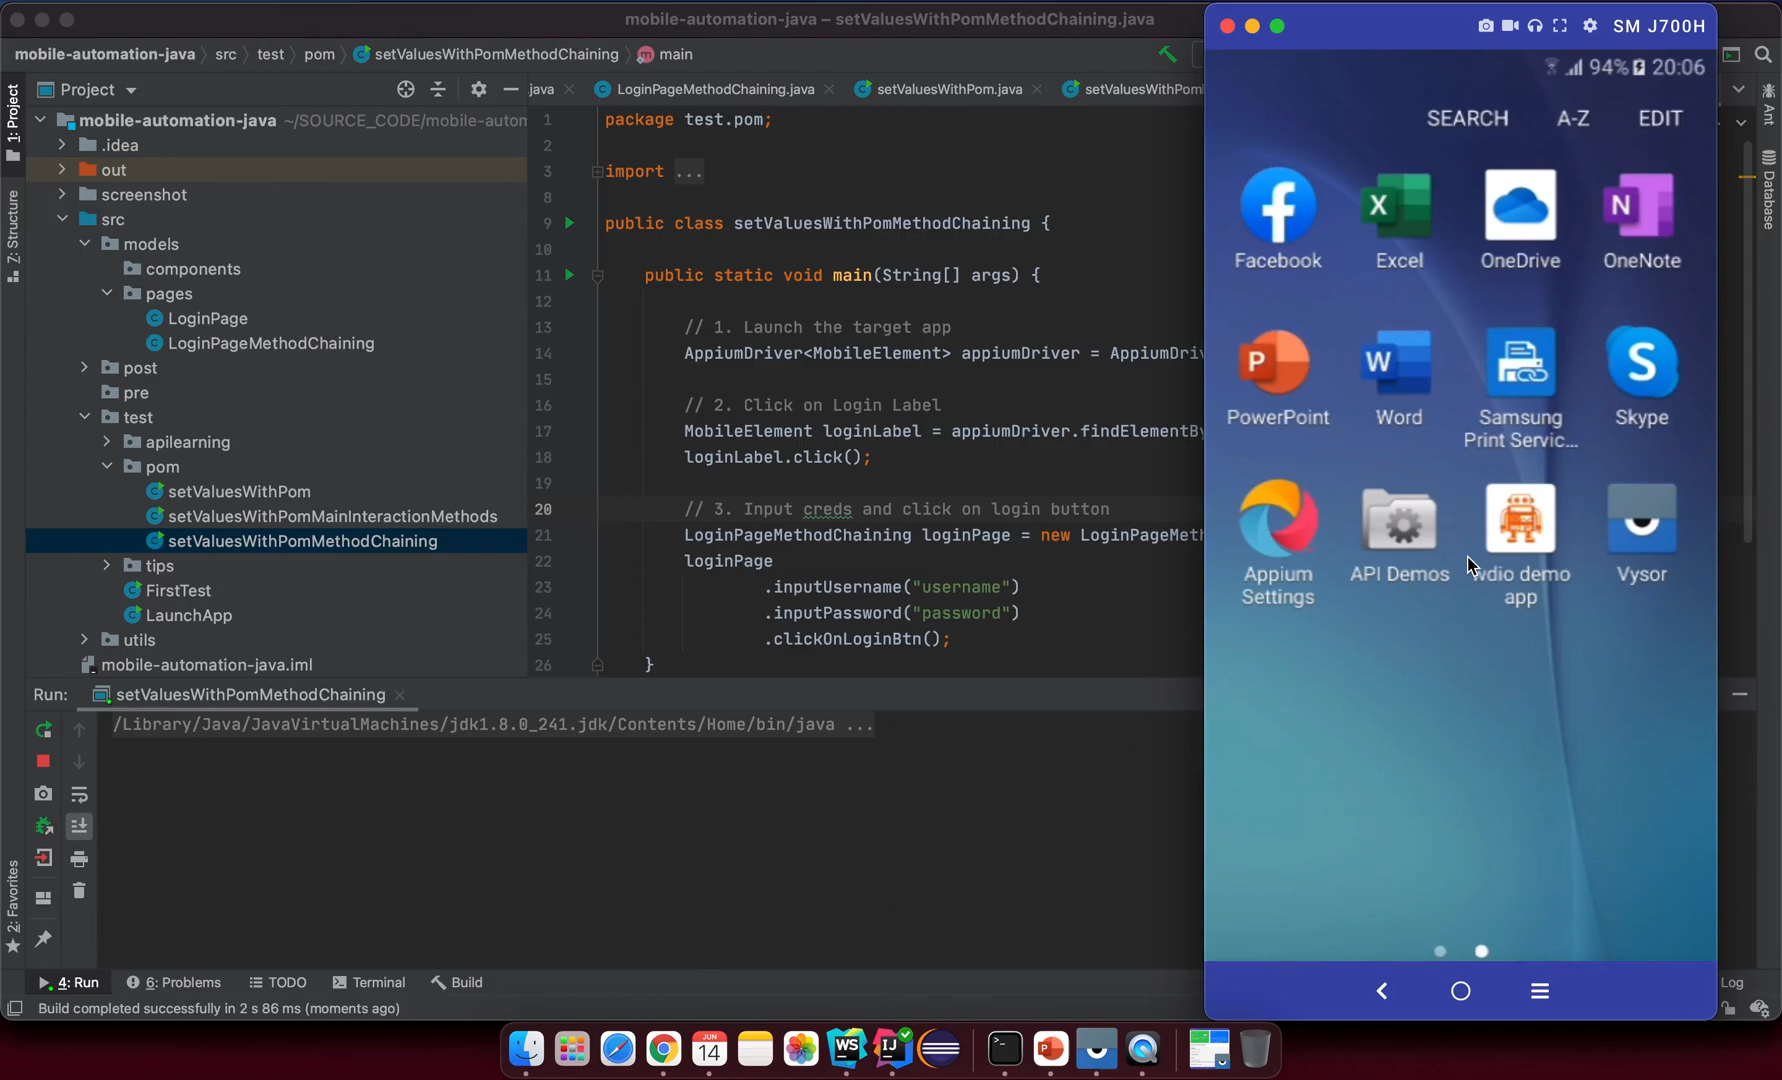 mobile-automation-java – setValuesWithPomMethodChaining.java
mobile-automation-java
src
test
pom
setValuesWithPomMethodChaining
main
1: Project
7: Structure
2: Favorites
Project
.java
LoginPageMethodChaining.java
setValuesWithPom.java
setValuesWithPom
mobile-automation-java ~/SOURCE_CODE/mobile-autom
.idea
out
screenshot
src
models
components
pages
LoginPage
LoginPageMethodChaining
post
pre
test
apilearning
pom
setValuesWithPom
setValuesWithPomMainInteractionMethods
setValuesWithPomMethodChaining
tips
FirstTest
LaunchApp
utils
mobile-automation-java.iml
1 package test.pom;
2
3 import ...
8
9 public class setValuesWithPomMethodChaining {
10
11 public static void main(String[] args) {
12
13 // 1. Launch the target app
14 AppiumDriver<MobileElement> appiumDriver = AppiumDriv
15
16 // 2. Click on Login Label
17 MobileElement loginLabel = appiumDriver.findElementBy
18 loginLabel.click();
19
20 // 3. Input creds and click on login button
21 LoginPageMethodChaining loginPage = new LoginPageMeth
22 loginPage
23 .inputUsername("username")
24 .inputPassword("password")
25 .clickOnLoginBtn();
26 }
Run:
setValuesWithPomMethodChaining
/Library/Java/JavaVirtualMachines/jdk1.8.0_241.jdk/Contents/Home/bin/java ...
4: Run
6: Problems
TODO
Terminal
Build
Log
Build completed successfully in 2 s 86 ms (moments ago)
Ant
Database
SM J700H
94% 20:06
SEARCH
A-Z
EDIT
Facebook
Excel
OneDrive
OneNote
PowerPoint
Word
Samsung
Print Servic...
Skype
Appium
Settings
API Demos
wdio demo
app
Vysor
JUN
14
WS
IJ